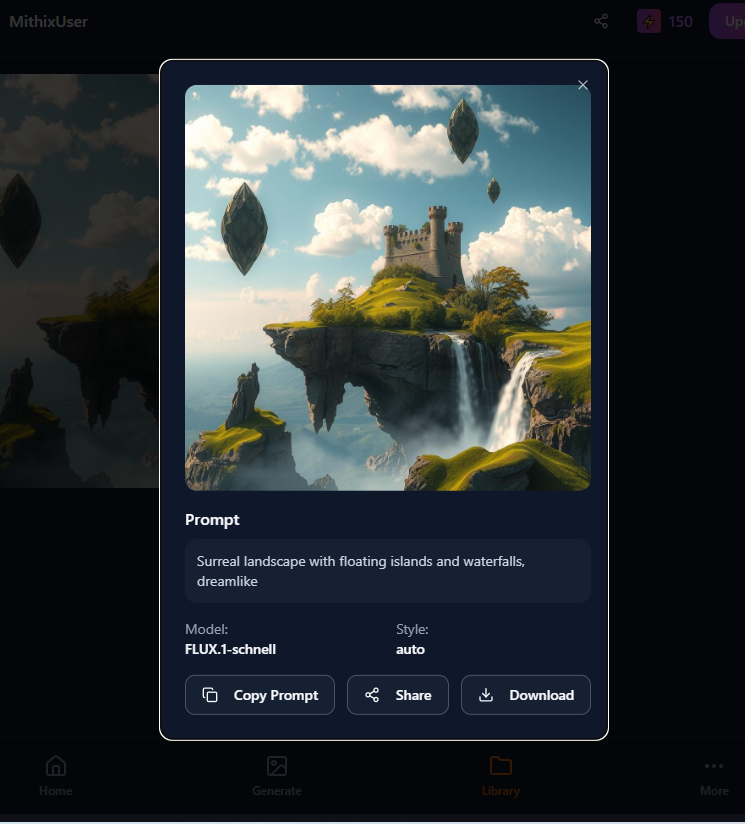 MithixUser
150
Up
Prompt
Surreal landscape with floating islands and waterfalls,
dreamlike
Model:
Style:
FLUX.1-schnell
auto
Copy Prompt
Share
Download
Home
Generate
Library
More